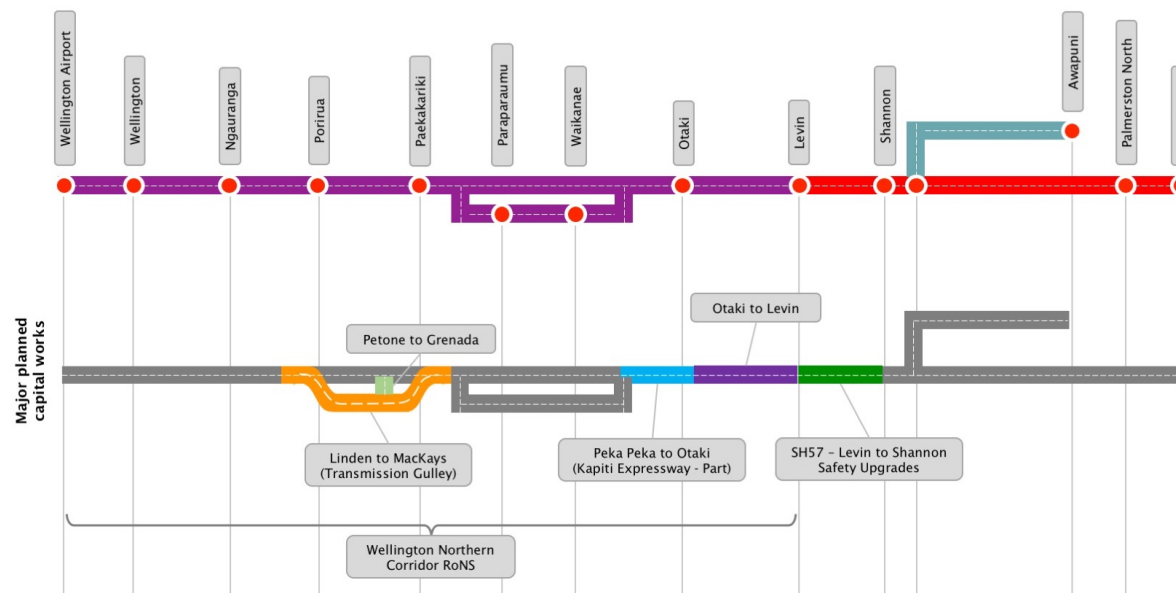 Wellington Airport
Wellington
Ngauranga
Porirua
Paekakariki
Paraparaumu
Waikanae
Otaki
Levin
Shannon
Awapuni
Palmerston North
Major planned
capital works
Petone to Grenada
Otaki to Levin
Linden to MacKays
(Transmission Gulley)
Peka Peka to Otaki
(Kapiti Expressway - Part)
SH57 – Levin to Shannon
Safety Upgrades
Wellington Northern
Corridor RoNS